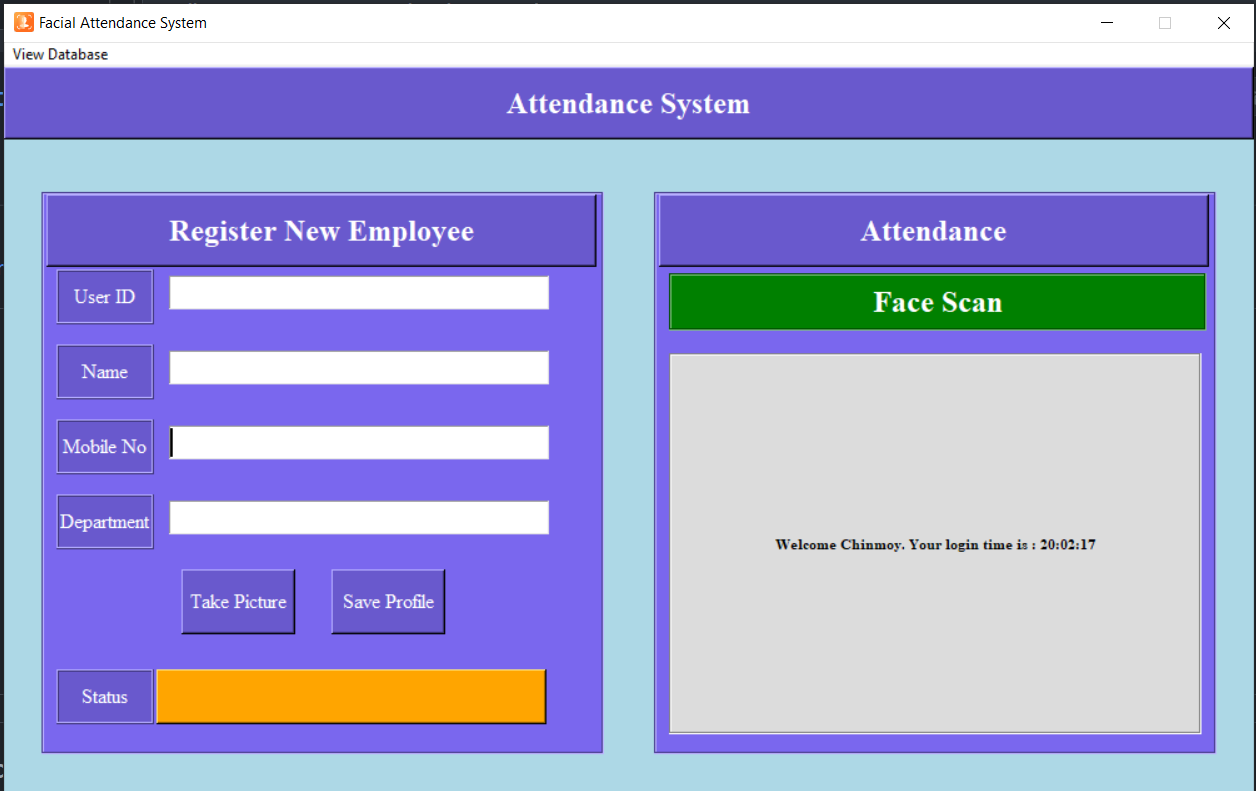 Facial Attendance System
View Database
Attendance System
Register New Employee
User ID
Name
Mobile No
Department
Take Picture Save Profile
Status
Attendance
Face Scan
Welcome Chinmoy. Your login time is : 20:02:17